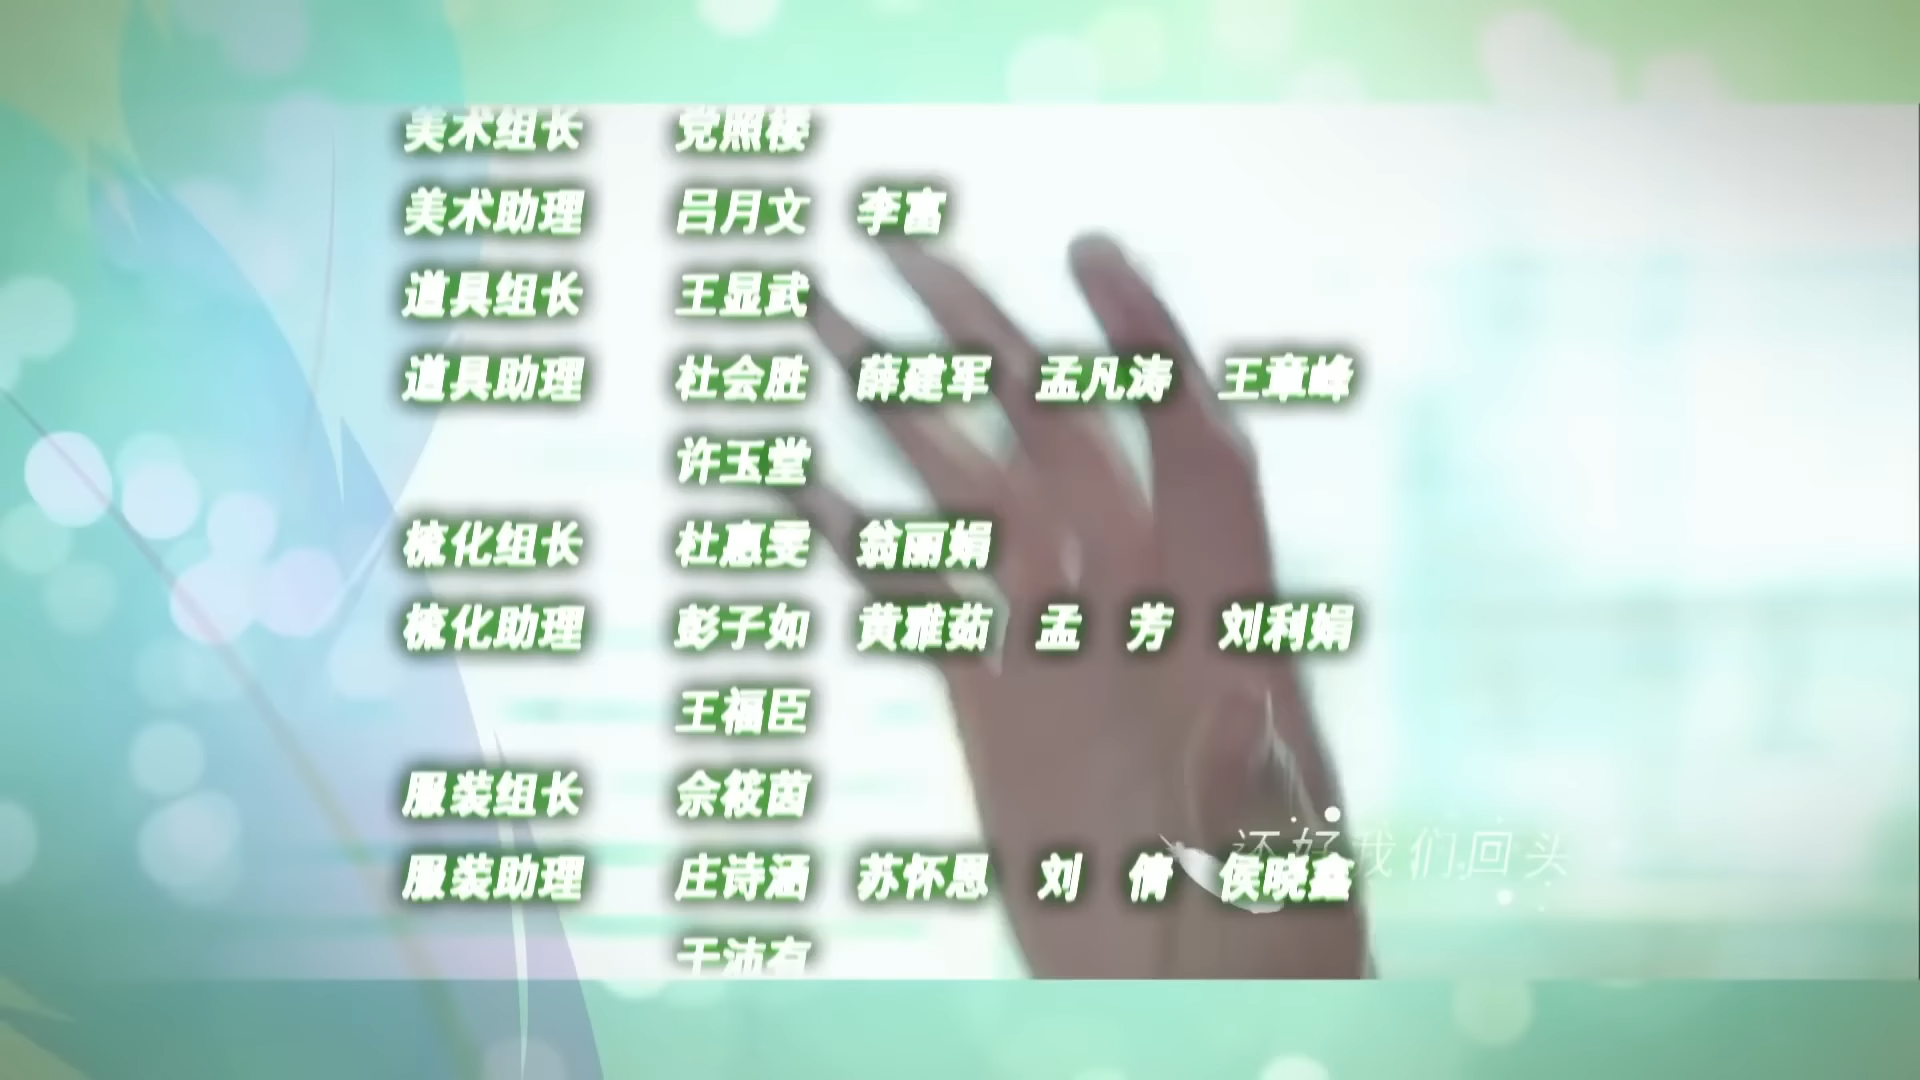 美术组长 党照楼
美术助理 吕月文 李富
道具组长 王显武
道具助理 杜会胜 薛建军 孟凡涛 王章峰
许玉堂
梳化组长 杜惠雯 翁丽娟
梳化助理 彭子如 黄雅茹 孟 芳 刘利娟
王福臣
服装组长 佘筱茵
还好我们回头
服装助理 庄诗涵 苏怀恩 刘 倩 侯晓鑫